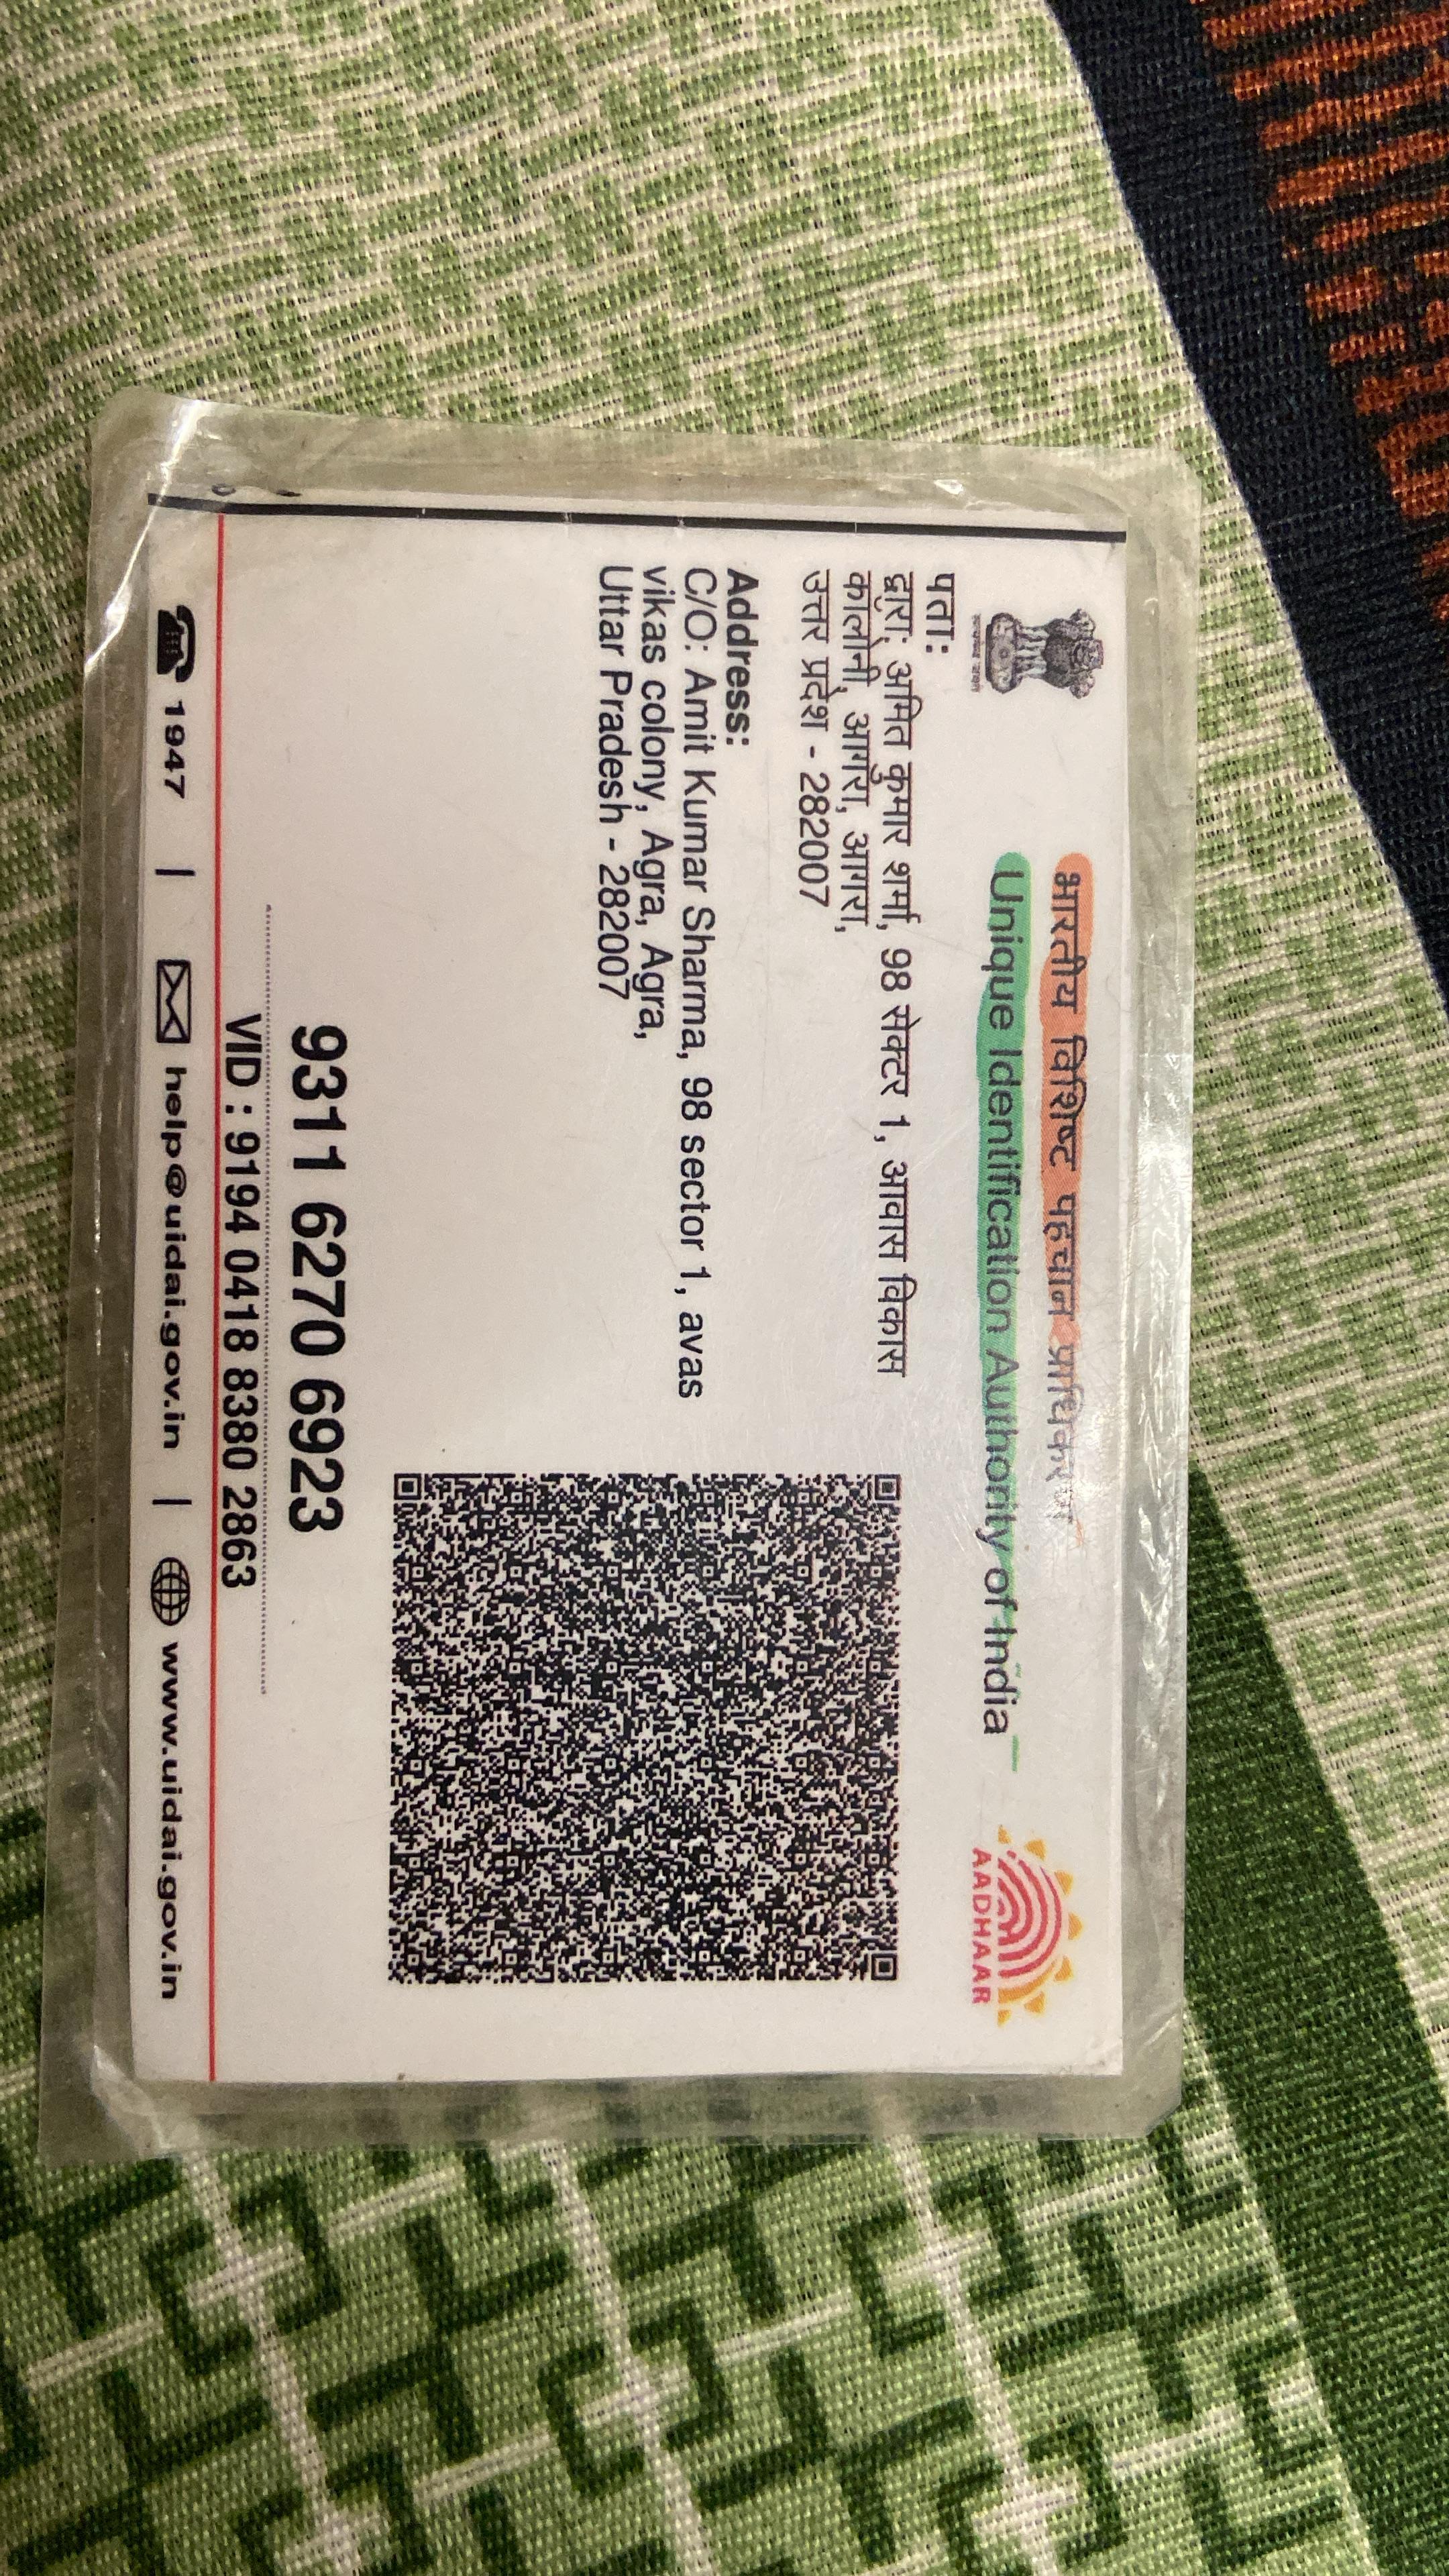 भारतीय विशिष्ट पहचान प्राधिकरण
Unique Identification Authority of India
AADHAAR
पता:
द्वारा: अमित कुमार शर्मा, 98 सेक्टर 1, आवास विकास
कालोनी, आगरा, आगरा,
उत्तर प्रदेश - 282007
Address:
C/O: Amit Kumar Sharma, 98 sector 1, avas
vikas colony, Agra, Agra,
Uttar Pradesh - 282007
9311 6270 6923
VID : 9194 0418 8380 2863
1947 | help@uidai.gov.in | www.uidai.gov.in